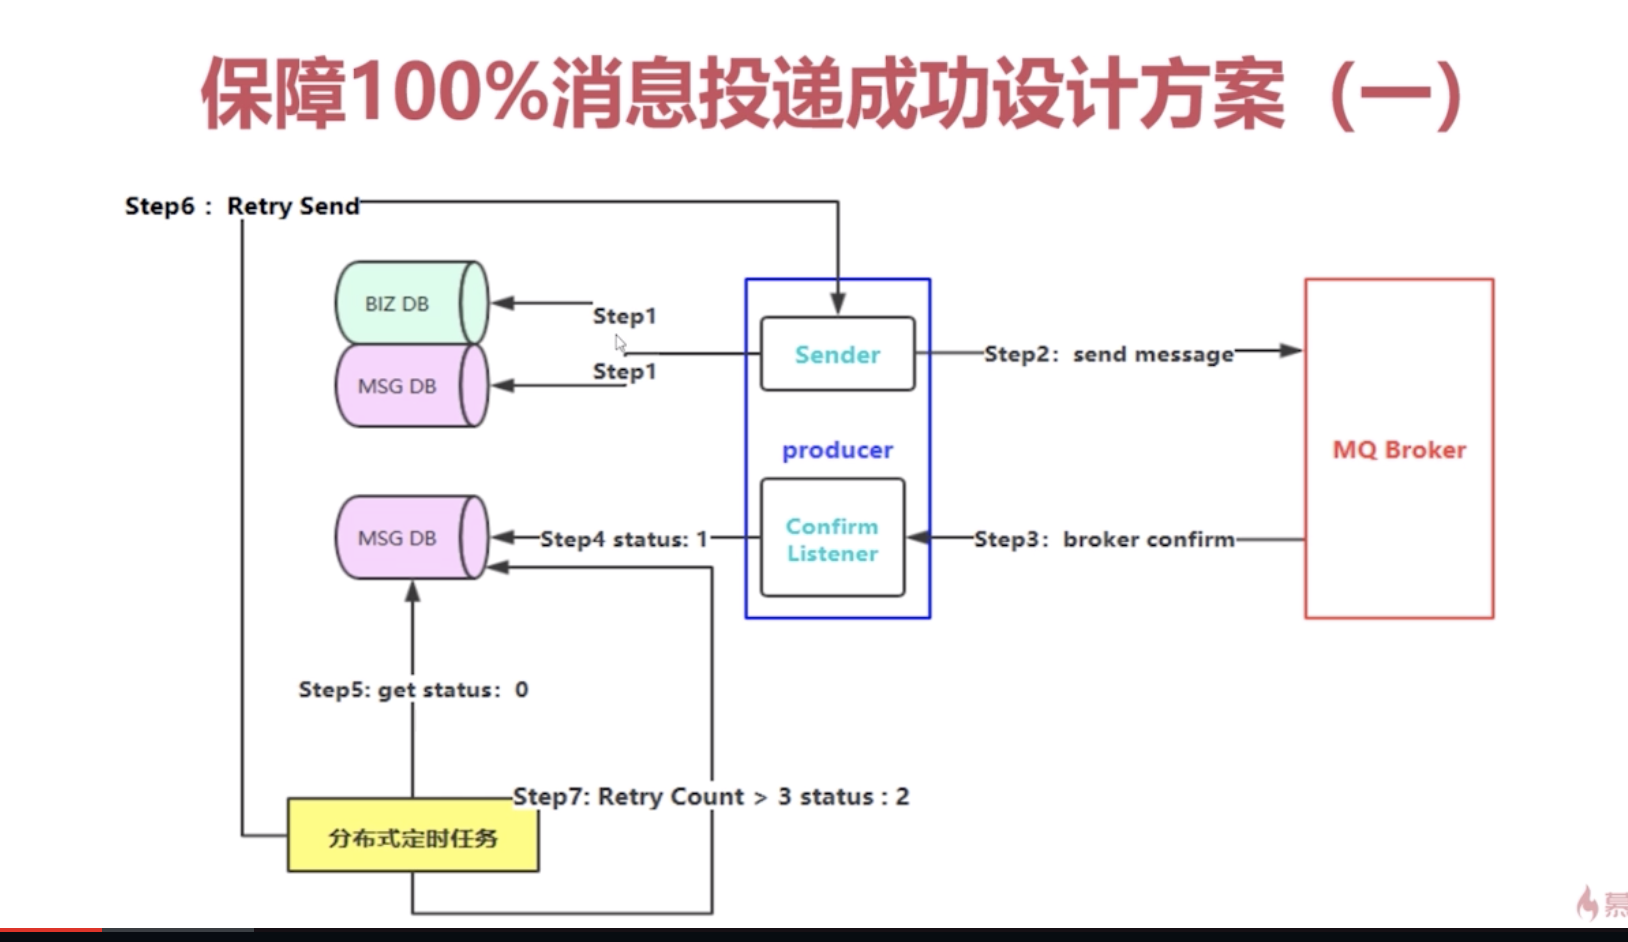 保障100%消息投递成功设计方案（一）
Step6： Retry Send
BIZ DB
Step1
MSG DB
Step1
Sender
Step2：send message
producer
MQ Broker
MSG DB
Step4 status: 1
Confirm
Listener
Step3：broker confirm
Step5: get status：0
Step7: Retry Count > 3 status : 2
分布式定时任务
慕